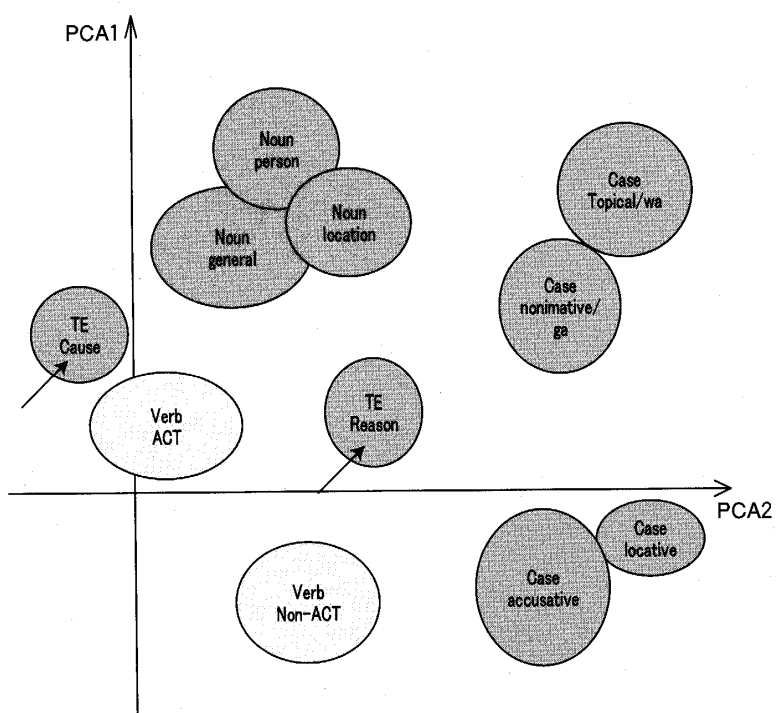 PCA1
Noun
person
Case
Topical/wa
Noun
location
Noun
general
Case
nonimative/
ga
TE
Cause
TE
Reason
Verb
ACT
PCA2
Case
locative
Case
accusative
Verb
Non-ACT